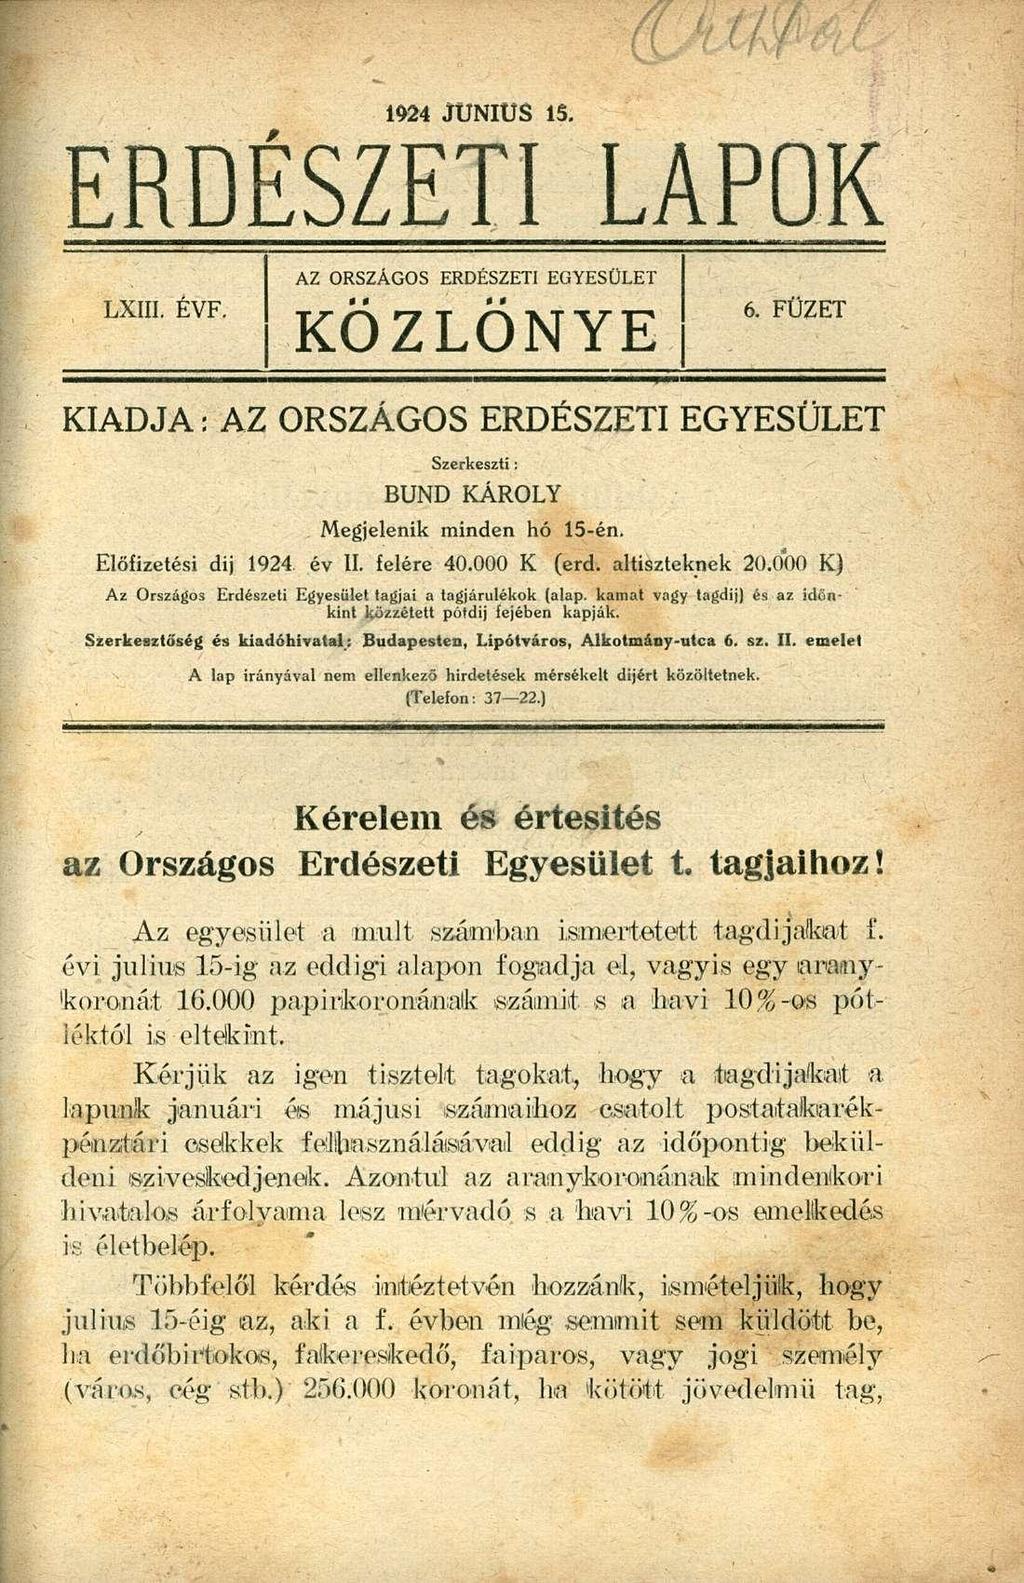 1924 JUNIUS 15.
ERDÉSZETI LAPOK
LXIII. ÉVF.
AZ ORSZÁGOS ERDÉSZETI EGYESÜLET
KÖZLÖNYE
6. FÜZET
KIADJA: AZ ORSZÁGOS ERDÉSZETI EGYESÜLET
Szerkeszti:
BUND KÁROLY
Megjelenik minden hó 15-én.
Előfizetési dij 1924 év II. felére 40.000 K (erd. altiszteknek 20.000 K)
Az Országos Erdészeti Egyesület tagjai a tagjárulékok (alap. kamat vagy tagdij) és az időn-
kint közzétett pótdij fejében kapják.
Szerkesztőség és kiadóhivatal: Budapesten, Lipótváros, Alkotmány-utca 6. sz. II. emelet
A lap irányával nem ellenkező hirdetések mérsékelt dijért közöltetnek.
(Telefon: 37—22.)
Kérelem és értesités
az Országos Erdészeti Egyesület t. tagjaihoz!
Az egyesület a mult számban ismertetett tagdijakat f.
évi julius 15-ig az eddigi alapon fogadja el, vagyis egy arany-
koronát 16.000 papirkoronának számit s a havi 10%-os pót-
léktól is eltekint.
Kérjük az igen tisztelt tagokat, hogy a tagdijakat a
lapunk januári és májusi számaihoz csatolt postatakarék-
pénztári csekkek felhasználásával eddig az időpontig bekül-
deni sziveskedjenek. Azontul az aranykoronának mindenkori
hivatalos árfolyama lesz mérvadó s a havi 10%-os emelkedés
is életbelép.
Többfelől kérdés intéztetvén hozzánk, ismételjük, hogy
julius 15-éig az, aki a f. évben még semmit sem küldött be,
ha erdőbirtokos, fakereskedő, faiparos, vagy jogi személy
(város, cég stb.) 256.000 koronát, ha kötött jövedelmü tag,